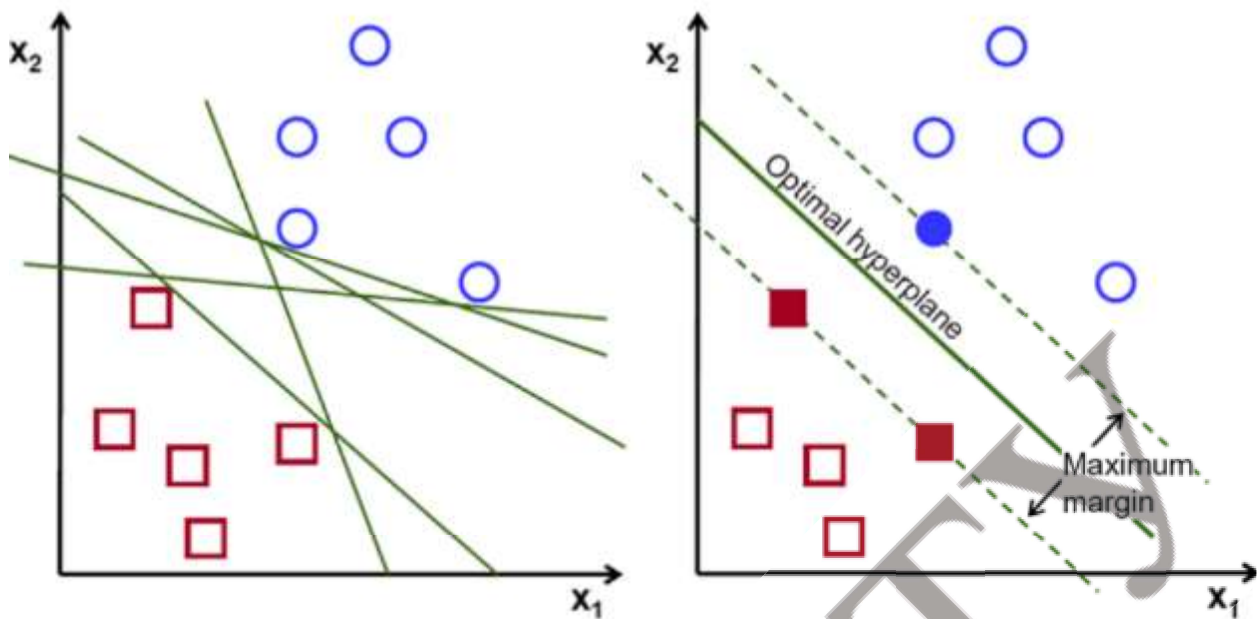 x₂
x₁
x₂
Optimal hyperplane
Maximum
margin
x₁
T Y